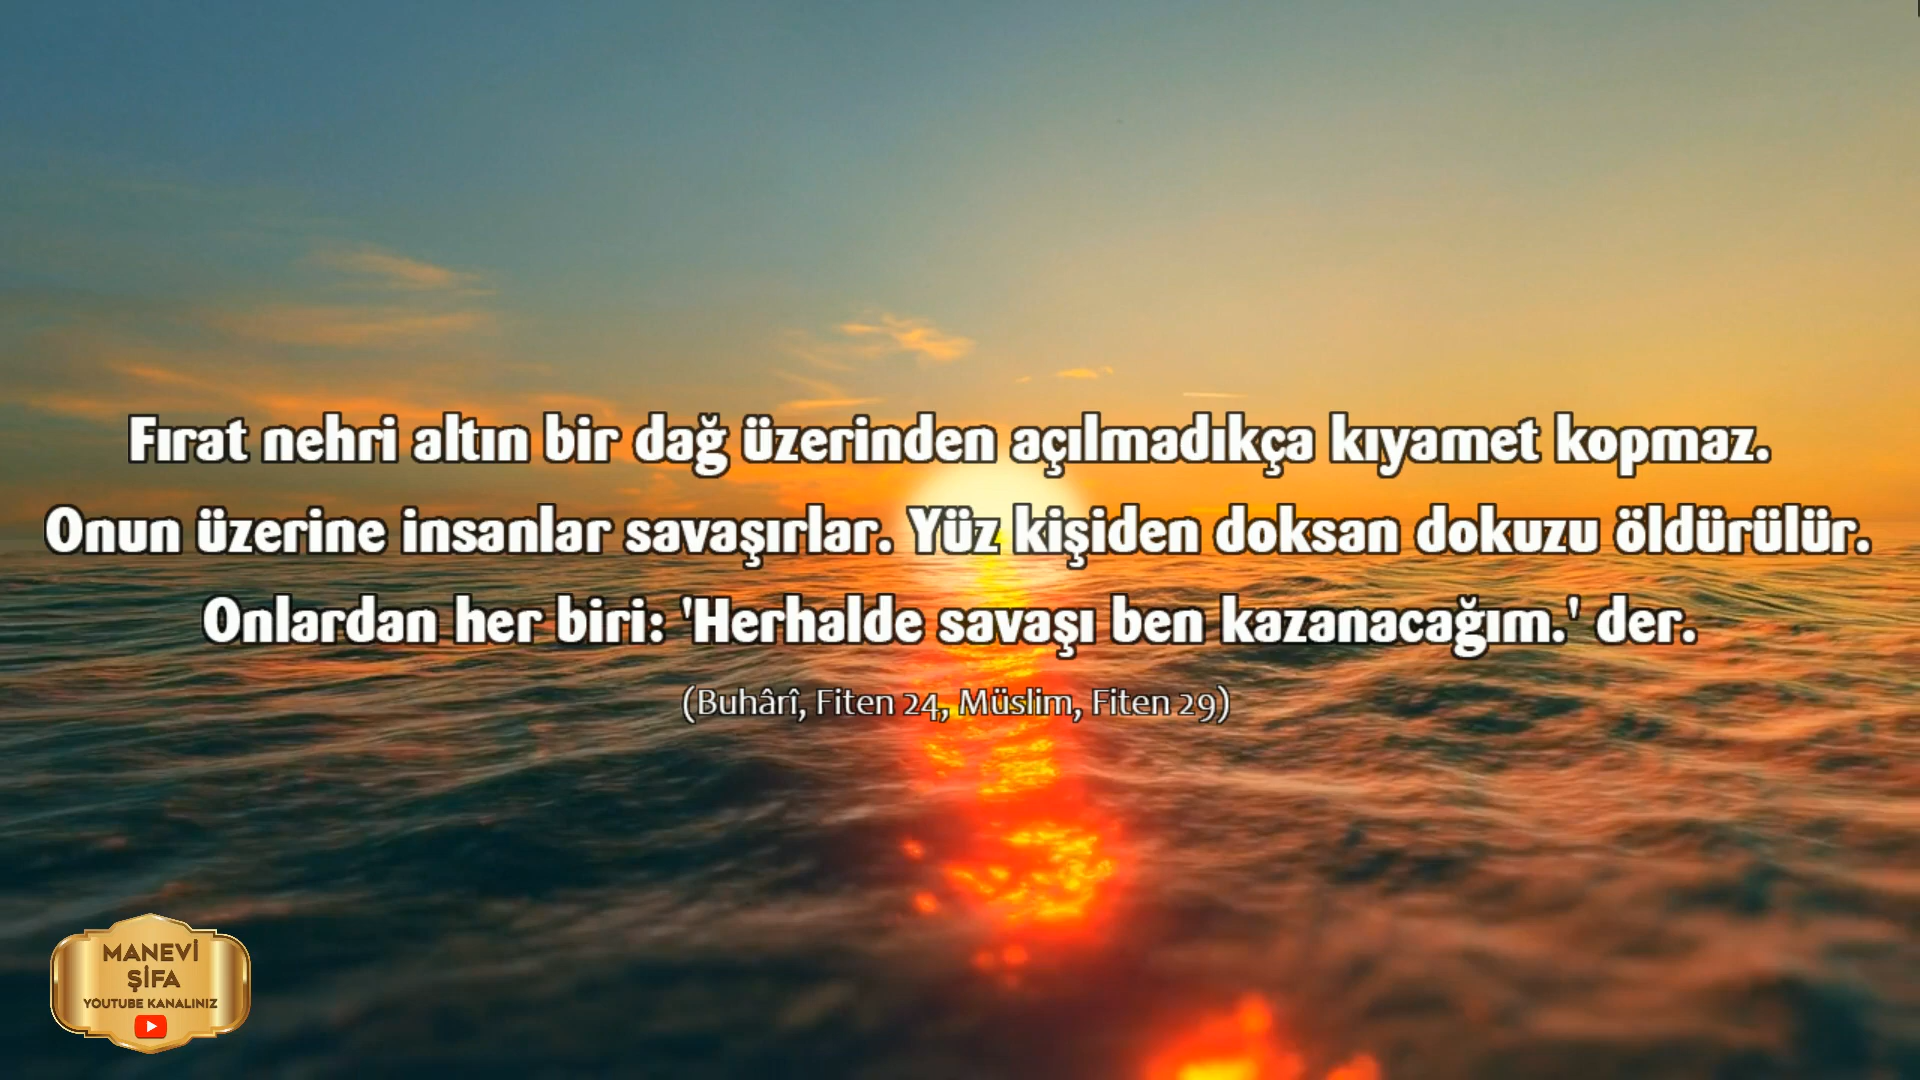 Fırat nehri altın bir dağ üzerinden açılmadıkça kıyamet kopmaz.
Onun üzerine insanlar savaşırlar. Yüz kişiden doksan dokuzu öldürülür.
Onlardan her biri: 'Herhalde savaşı ben kazanacağım.' der.
(Buhârî, Fiten 24, Müslim, Fiten 29)
MANEVİ
ŞİFA
YOUTUBE KANALINIZ